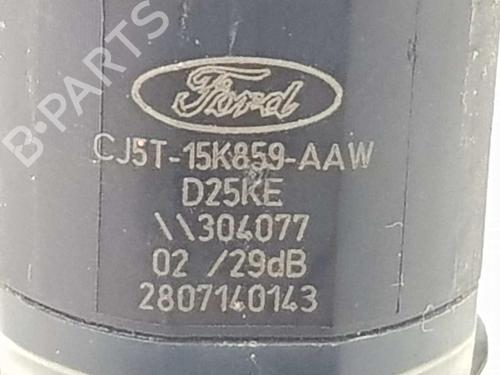 B-PARTS
Ford
CJ5T-15K859-AAW
D25KE
\\304077
02 /29dB
2807140143